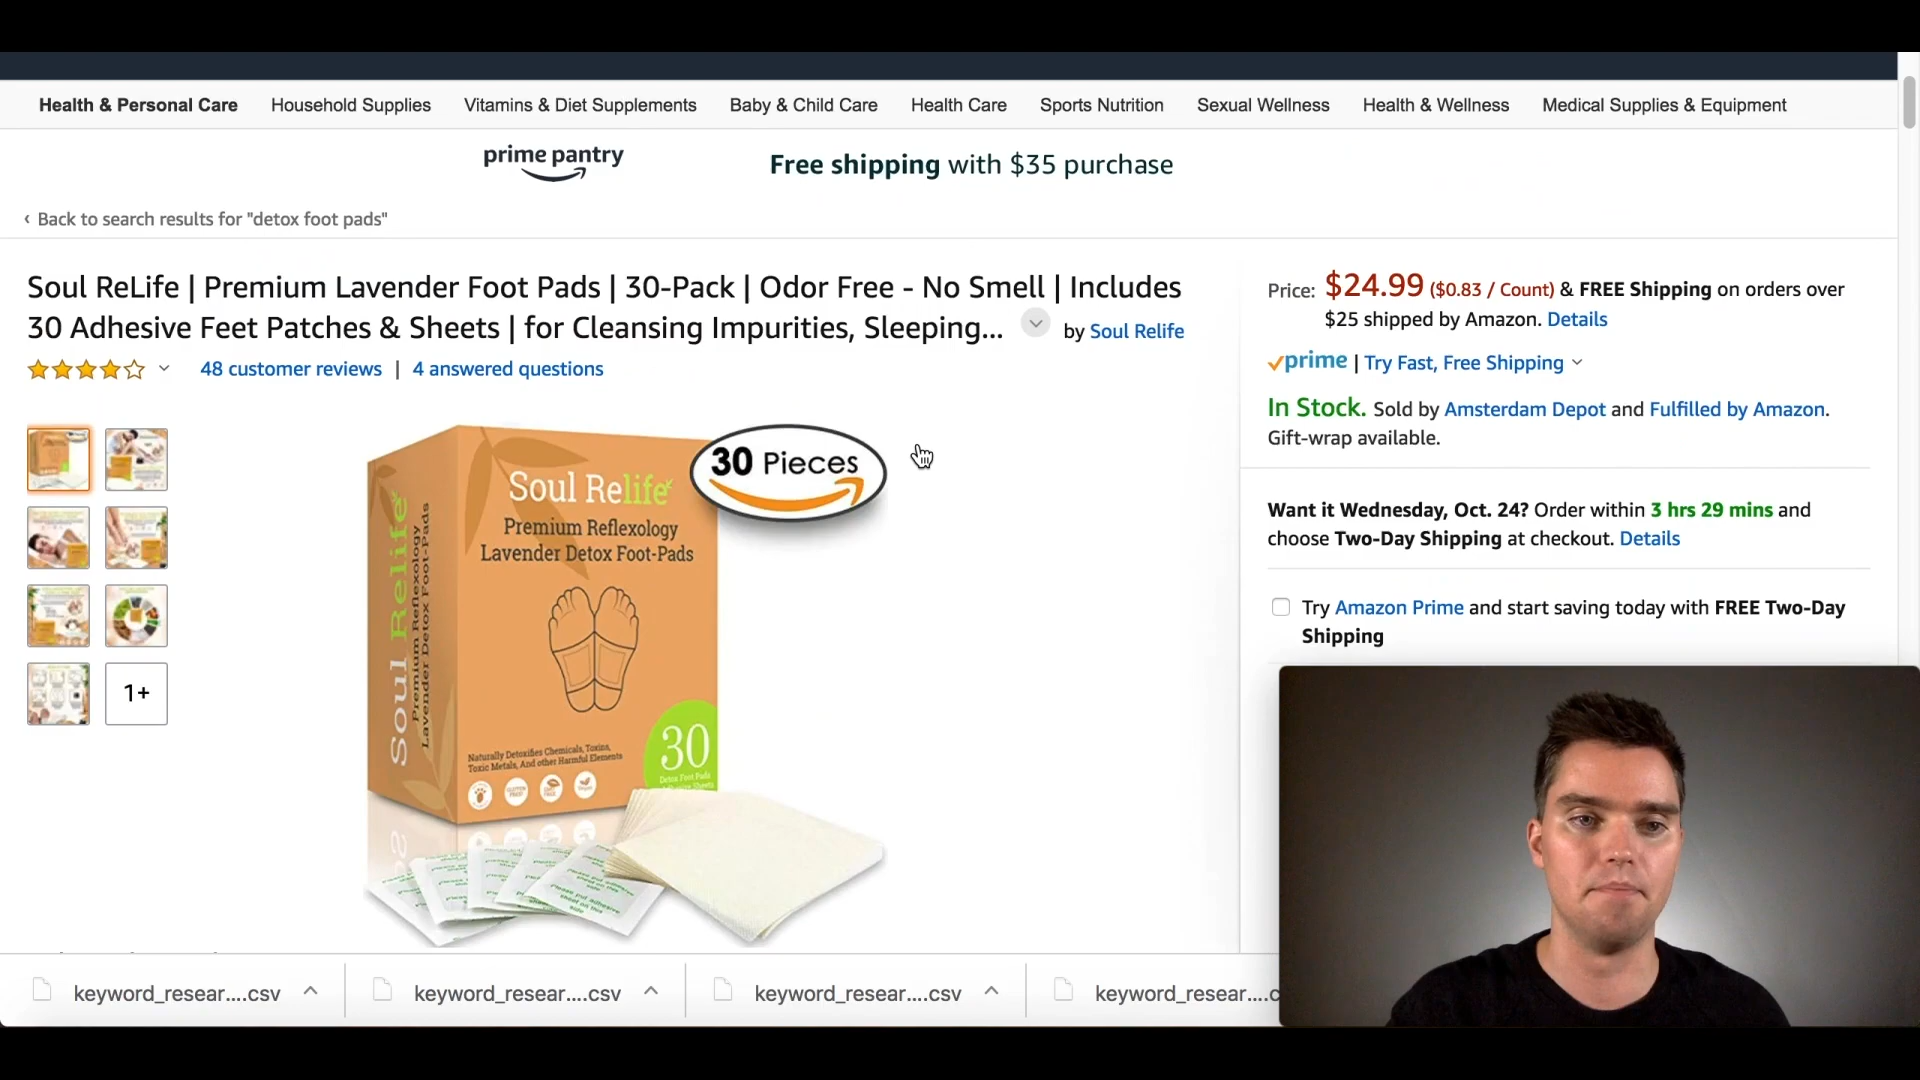 Health & Personal Care Household Supplies Vitamins & Diet Supplements Baby & Child Care Health Care Sports Nutrition Sexual Wellness Health & Wellness Medical Supplies & Equipment
prime pantry
Free shipping with $35 purchase
‹ Back to search results for "detox foot pads"
Soul ReLife | Premium Lavender Foot Pads | 30-Pack | Odor Free - No Smell | Includes
30 Adhesive Feet Patches & Sheets | for Cleansing Impurities, Sleeping... by Soul Relife
48 customer reviews | 4 answered questions
1+
30 Pieces
Soul Relife
Premium Reflexology
Lavender Detox Foot-Pads
Soul Relife
Premium Reflexology
Lavender Detox Foot-Pads
Naturally Detoxifies Chemicals, Toxins,
Toxic Metals, And other Harmful Elements
30
Detox Foot Pads
Price: $24.99 ($0.83 / Count) & FREE Shipping on orders over
$25 shipped by Amazon. Details
prime | Try Fast, Free Shipping
In Stock. Sold by Amsterdam Depot and Fulfilled by Amazon.
Gift-wrap available.
Want it Wednesday, Oct. 24? Order within 3 hrs 29 mins and
choose Two-Day Shipping at checkout. Details
Try Amazon Prime and start saving today with FREE Two-Day
Shipping
keyword_resear....csv keyword_resear....csv keyword_resear....csv keyword_resear....c